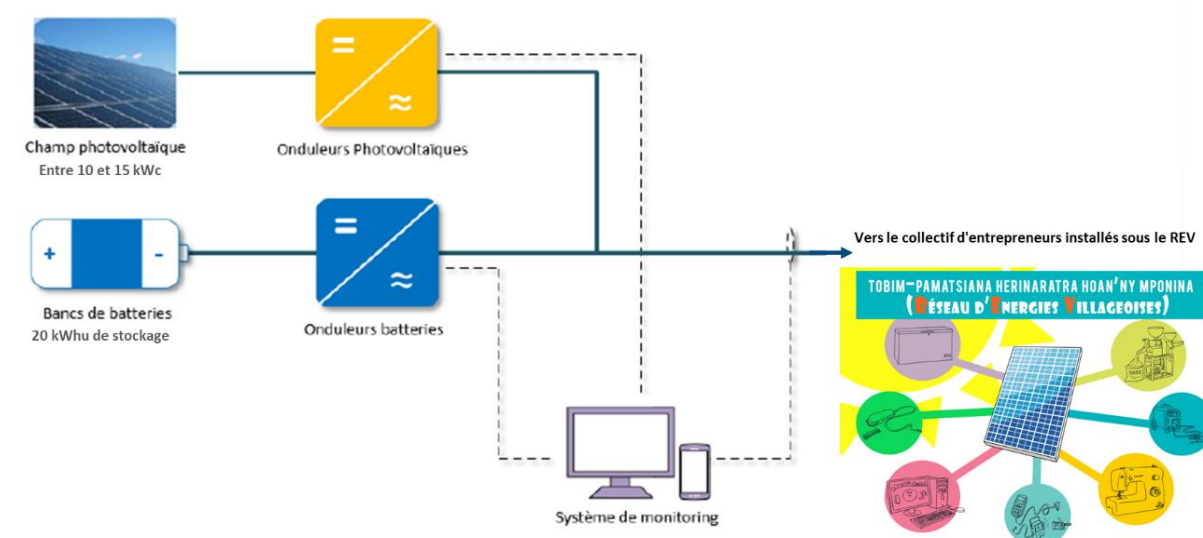 Champ photovoltaïque
Entre 10 et 15 kWc
Onduleurs Photovoltaïques
+
-
Bancs de batteries
20 kWhu de stockage
Onduleurs batteries
Vers le collectif d'entrepreneurs installés sous le REV
TOBIM-PAMATSIANA HERINARATRA HOAN'NY MPONINA
(RÉSEAU D'ENERGIES VILLAGEOISES)
Système de monitoring